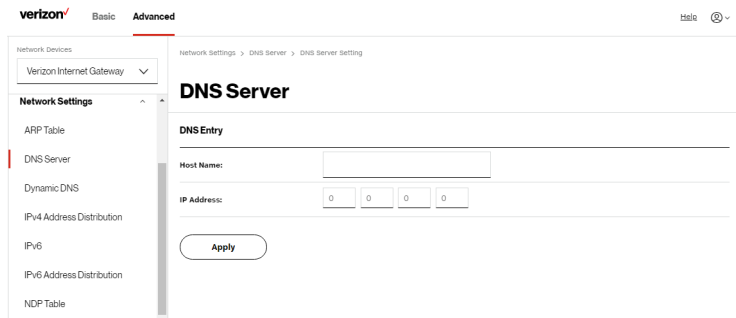 verizon✓ Basic Advanced Help
Network Devices
Verizon Internet Gateway
Network Settings
ARP Table
DNS Server
Dynamic DNS
IPv4 Address Distribution
IPv6
IPv6 Address Distribution
NDP Table
Network Settings > DNS Server > DNS Server Setting
DNS Server
DNS Entry
Host Name:
IP Address: 0 0 0 0
Apply